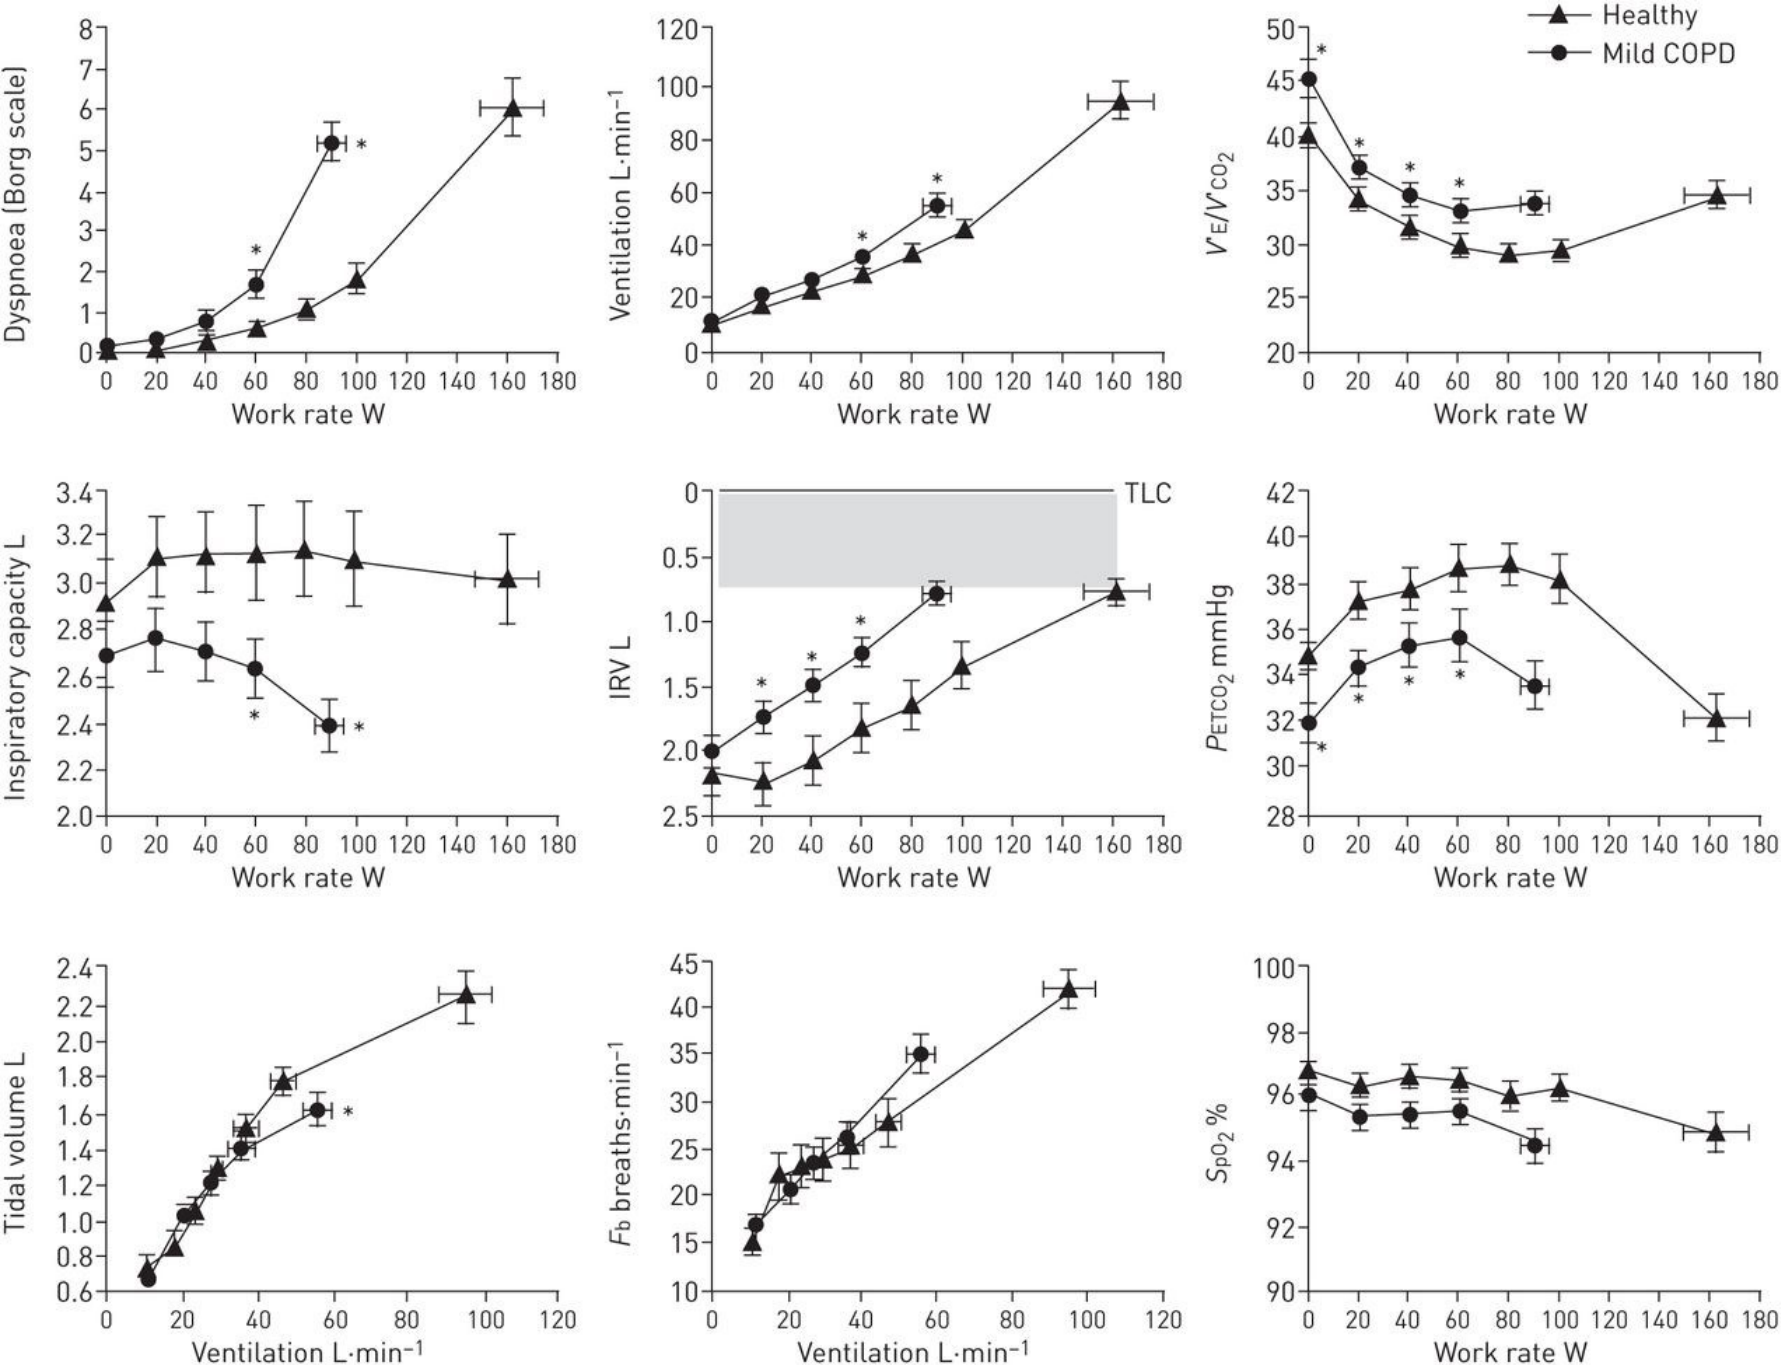 Healthy
Mild COPD
8
7
6
5
4
3
2
1
0
Dyspnoea (Borg scale)
0 20 40 60 80 100 120 140 160 180
Work rate W
*
*
120
100
80
60
40
20
0
Ventilation L·min⁻¹
0 20 40 60 80 100 120 140 160 180
Work rate W
*
*
50
45
40
35
30
25
20
V′E/V′CO₂
0 20 40 60 80 100 120 140 160 180
Work rate W
*
*
*
*
3.4
3.2
3.0
2.8
2.6
2.4
2.2
2.0
Inspiratory capacity L
0 20 40 60 80 100 120 140 160 180
Work rate W
*
*
0
0.5
1.0
1.5
2.0
2.5
IRV L
TLC
0 20 40 60 80 100 120 140 160 180
Work rate W
*
*
*
42
40
38
36
34
32
30
28
PETCO₂ mmHg
0 20 40 60 80 100 120 140 160 180
Work rate W
*
*
*
*
2.4
2.2
2.0
1.8
1.6
1.4
1.2
1.0
0.8
0.6
Tidal volume L
0 20 40 60 80 100 120
Ventilation L·min⁻¹
*
45
40
35
30
25
20
15
10
Fb breaths·min⁻¹
0 20 40 60 80 100 120
Ventilation L·min⁻¹
100
98
96
94
92
90
SpO₂ %
0 20 40 60 80 100 120 140 160 180
Work rate W